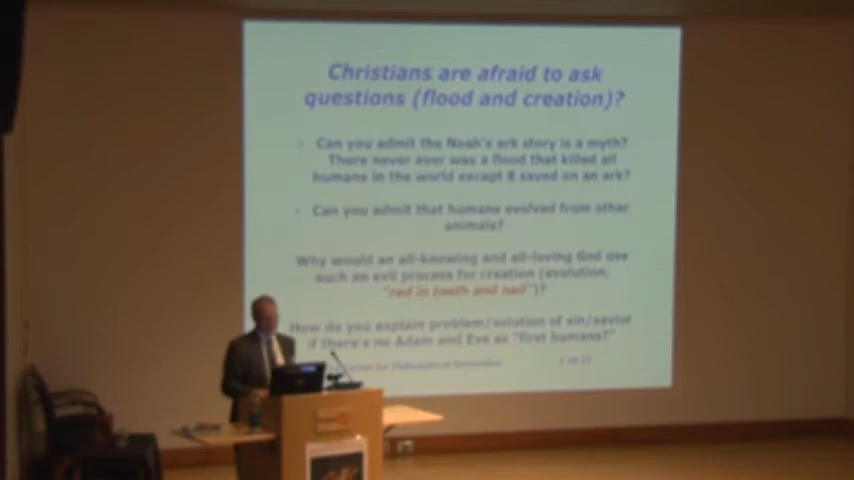 Christians are afraid to ask
questions (flood and creation)?
• Can you admit the Noah's ark story is a myth?
There never ever was a flood that killed all
humans in the world except 8 saved on an ark?
• Can you admit that humans evolved from other
animals?
Why would an all-knowing and all-loving God use
such an evil process for creation (evolution,
"red in tooth and nail")?
How do you explain problem/solution of sin/savior
if there's no Adam and Eve as "first humans?"
for Philosophical